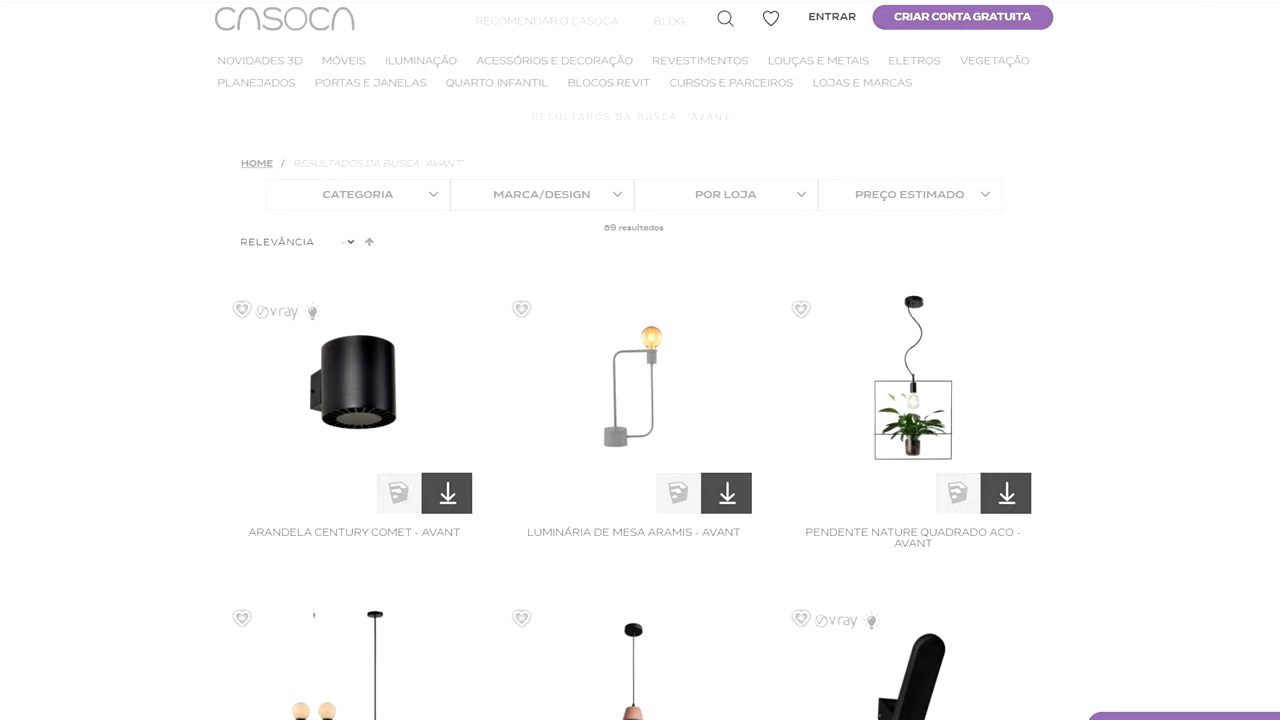 CASOCA
RECOMENDAR O CASOCA
BLOG
ENTRAR
CRIAR CONTA GRATUITA
NOVIDADES 3D MÓVEIS ILUMINAÇÃO ACESSÓRIOS E DECORAÇÃO REVESTIMENTOS LOUÇAS E METAIS ELETROS VEGETAÇÃO
PLANEJADOS PORTAS E JANELAS QUARTO INFANTIL BLOCOS REVIT CURSOS E PARCEIROS LOJAS E MARCAS
RESULTADOS DA BUSCA: 'AVANT'
HOME / RESULTADOS DA BUSCA: 'AVANT'
CATEGORIA MARCA/DESIGN POR LOJA PREÇO ESTIMADO
89 resultados
RELEVÂNCIA
v·ray
ARANDELA CENTURY COMET - AVANT
LUMINÁRIA DE MESA ARAMIS - AVANT
PENDENTE NATURE QUADRADO ACO -
AVANT
v·ray